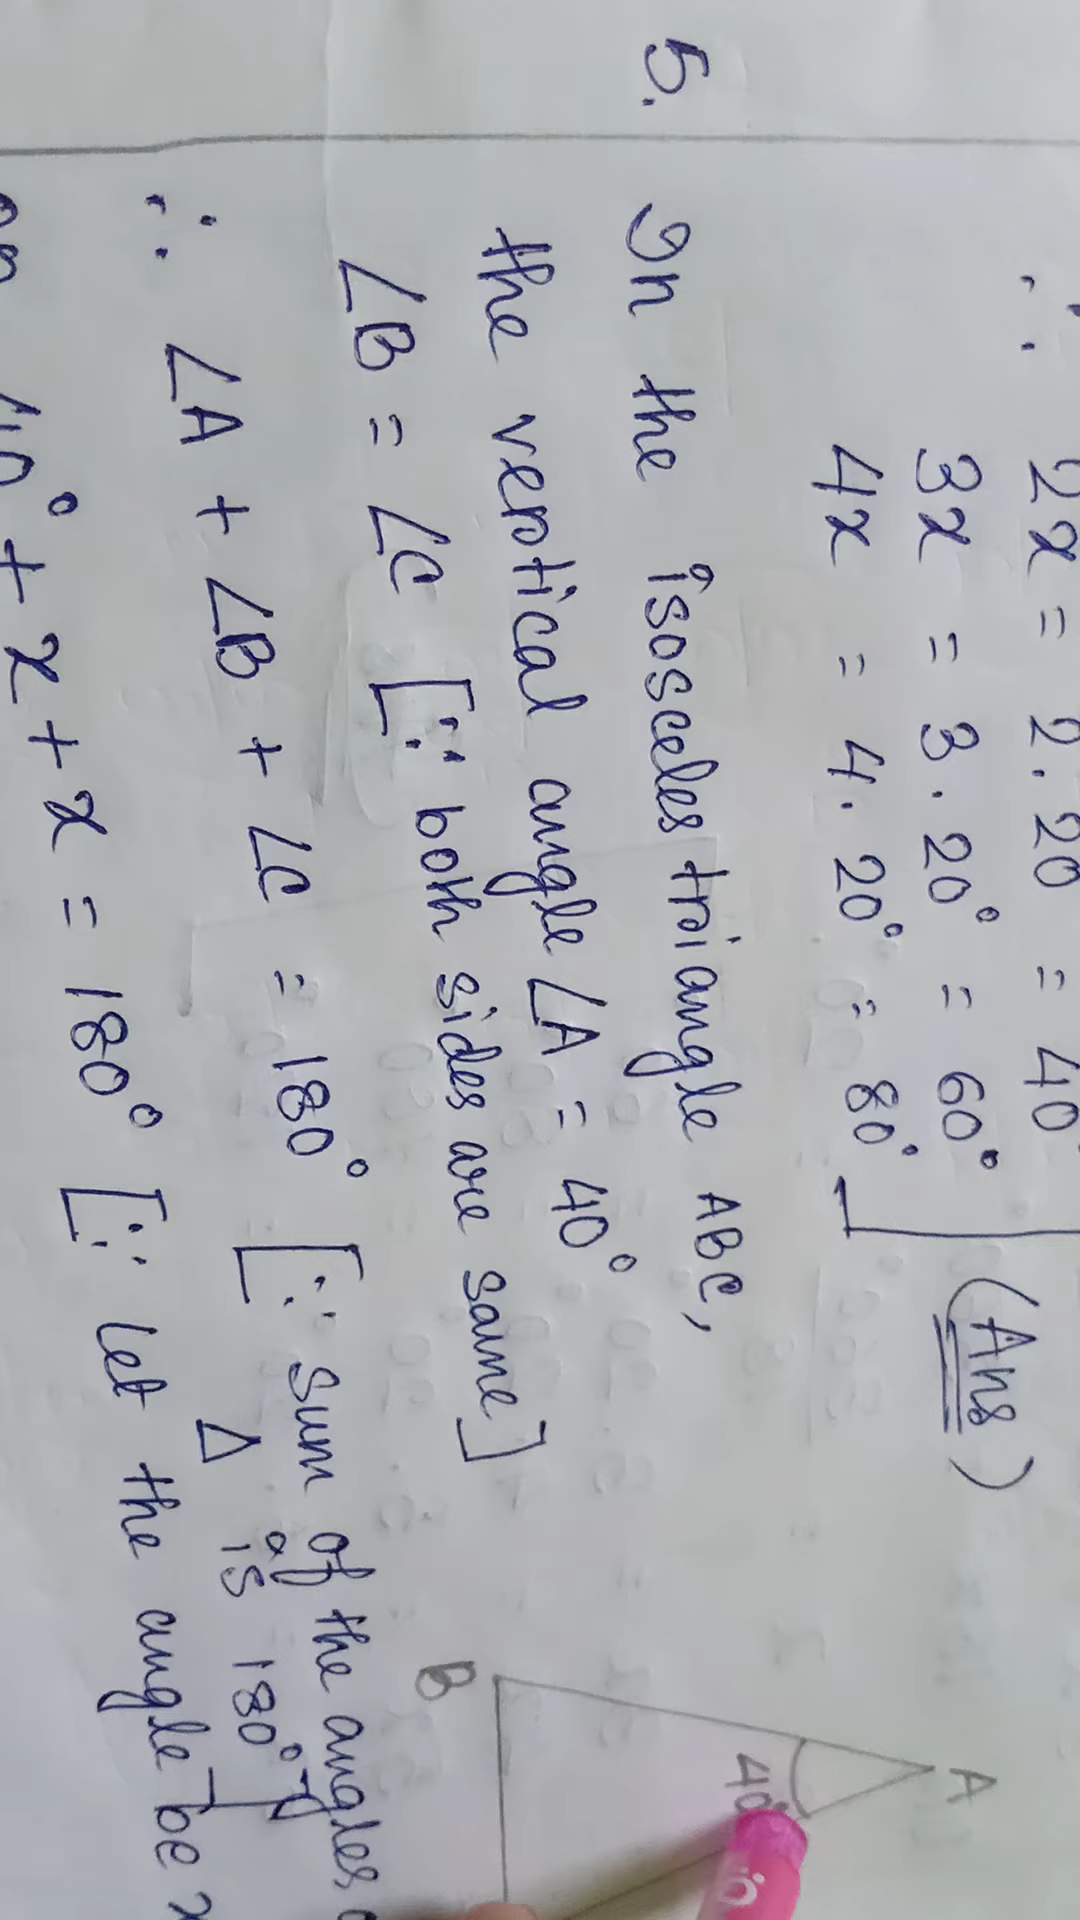 ∴ 2x = 2.20 = 40
3x = 3.20° = 60°
4x = 4.20° = 80°
(Ans)
5. In the isosceles triangle ABC,
the vertical angle ∠A = 40°
∠B = ∠C [∵ both sides are same]
∴ ∠A + ∠B + ∠C = 180° [∵ sum of the angles
Δ is 180°]
40° + x + x = 180° [∵ let the angle be x
A
B
40°